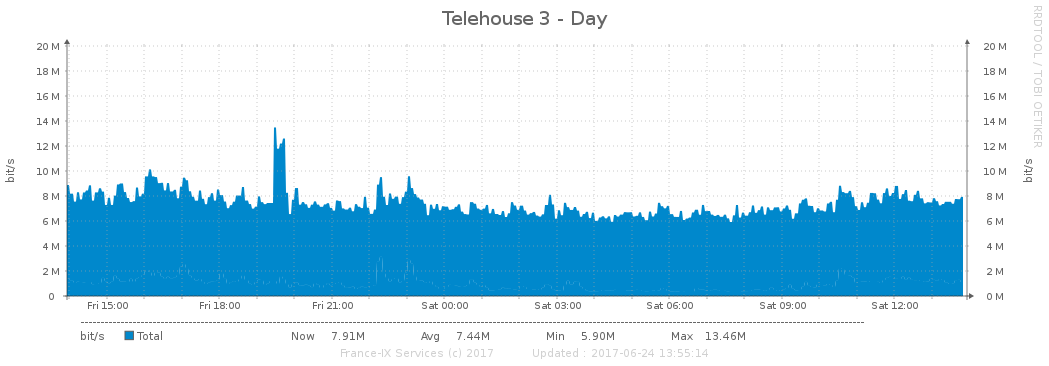 Telehouse 3 - Day
RRDTOOL / TOBI OETIKER
bit/s
bit/s
20 M 20 M
18 M 18 M
16 M 16 M
14 M 14 M
12 M 12 M
10 M 10 M
8 M 8 M
6 M 6 M
4 M 4 M
2 M 2 M
0 0 M
Fri 15:00 Fri 18:00 Fri 21:00 Sat 00:00 Sat 03:00 Sat 06:00 Sat 09:00 Sat 12:00
bit/s Total Now 7.91M Avg 7.44M Min 5.90M Max 13.46M
France-IX Services (c) 2017 Updated : 2017-06-24 13:55:14